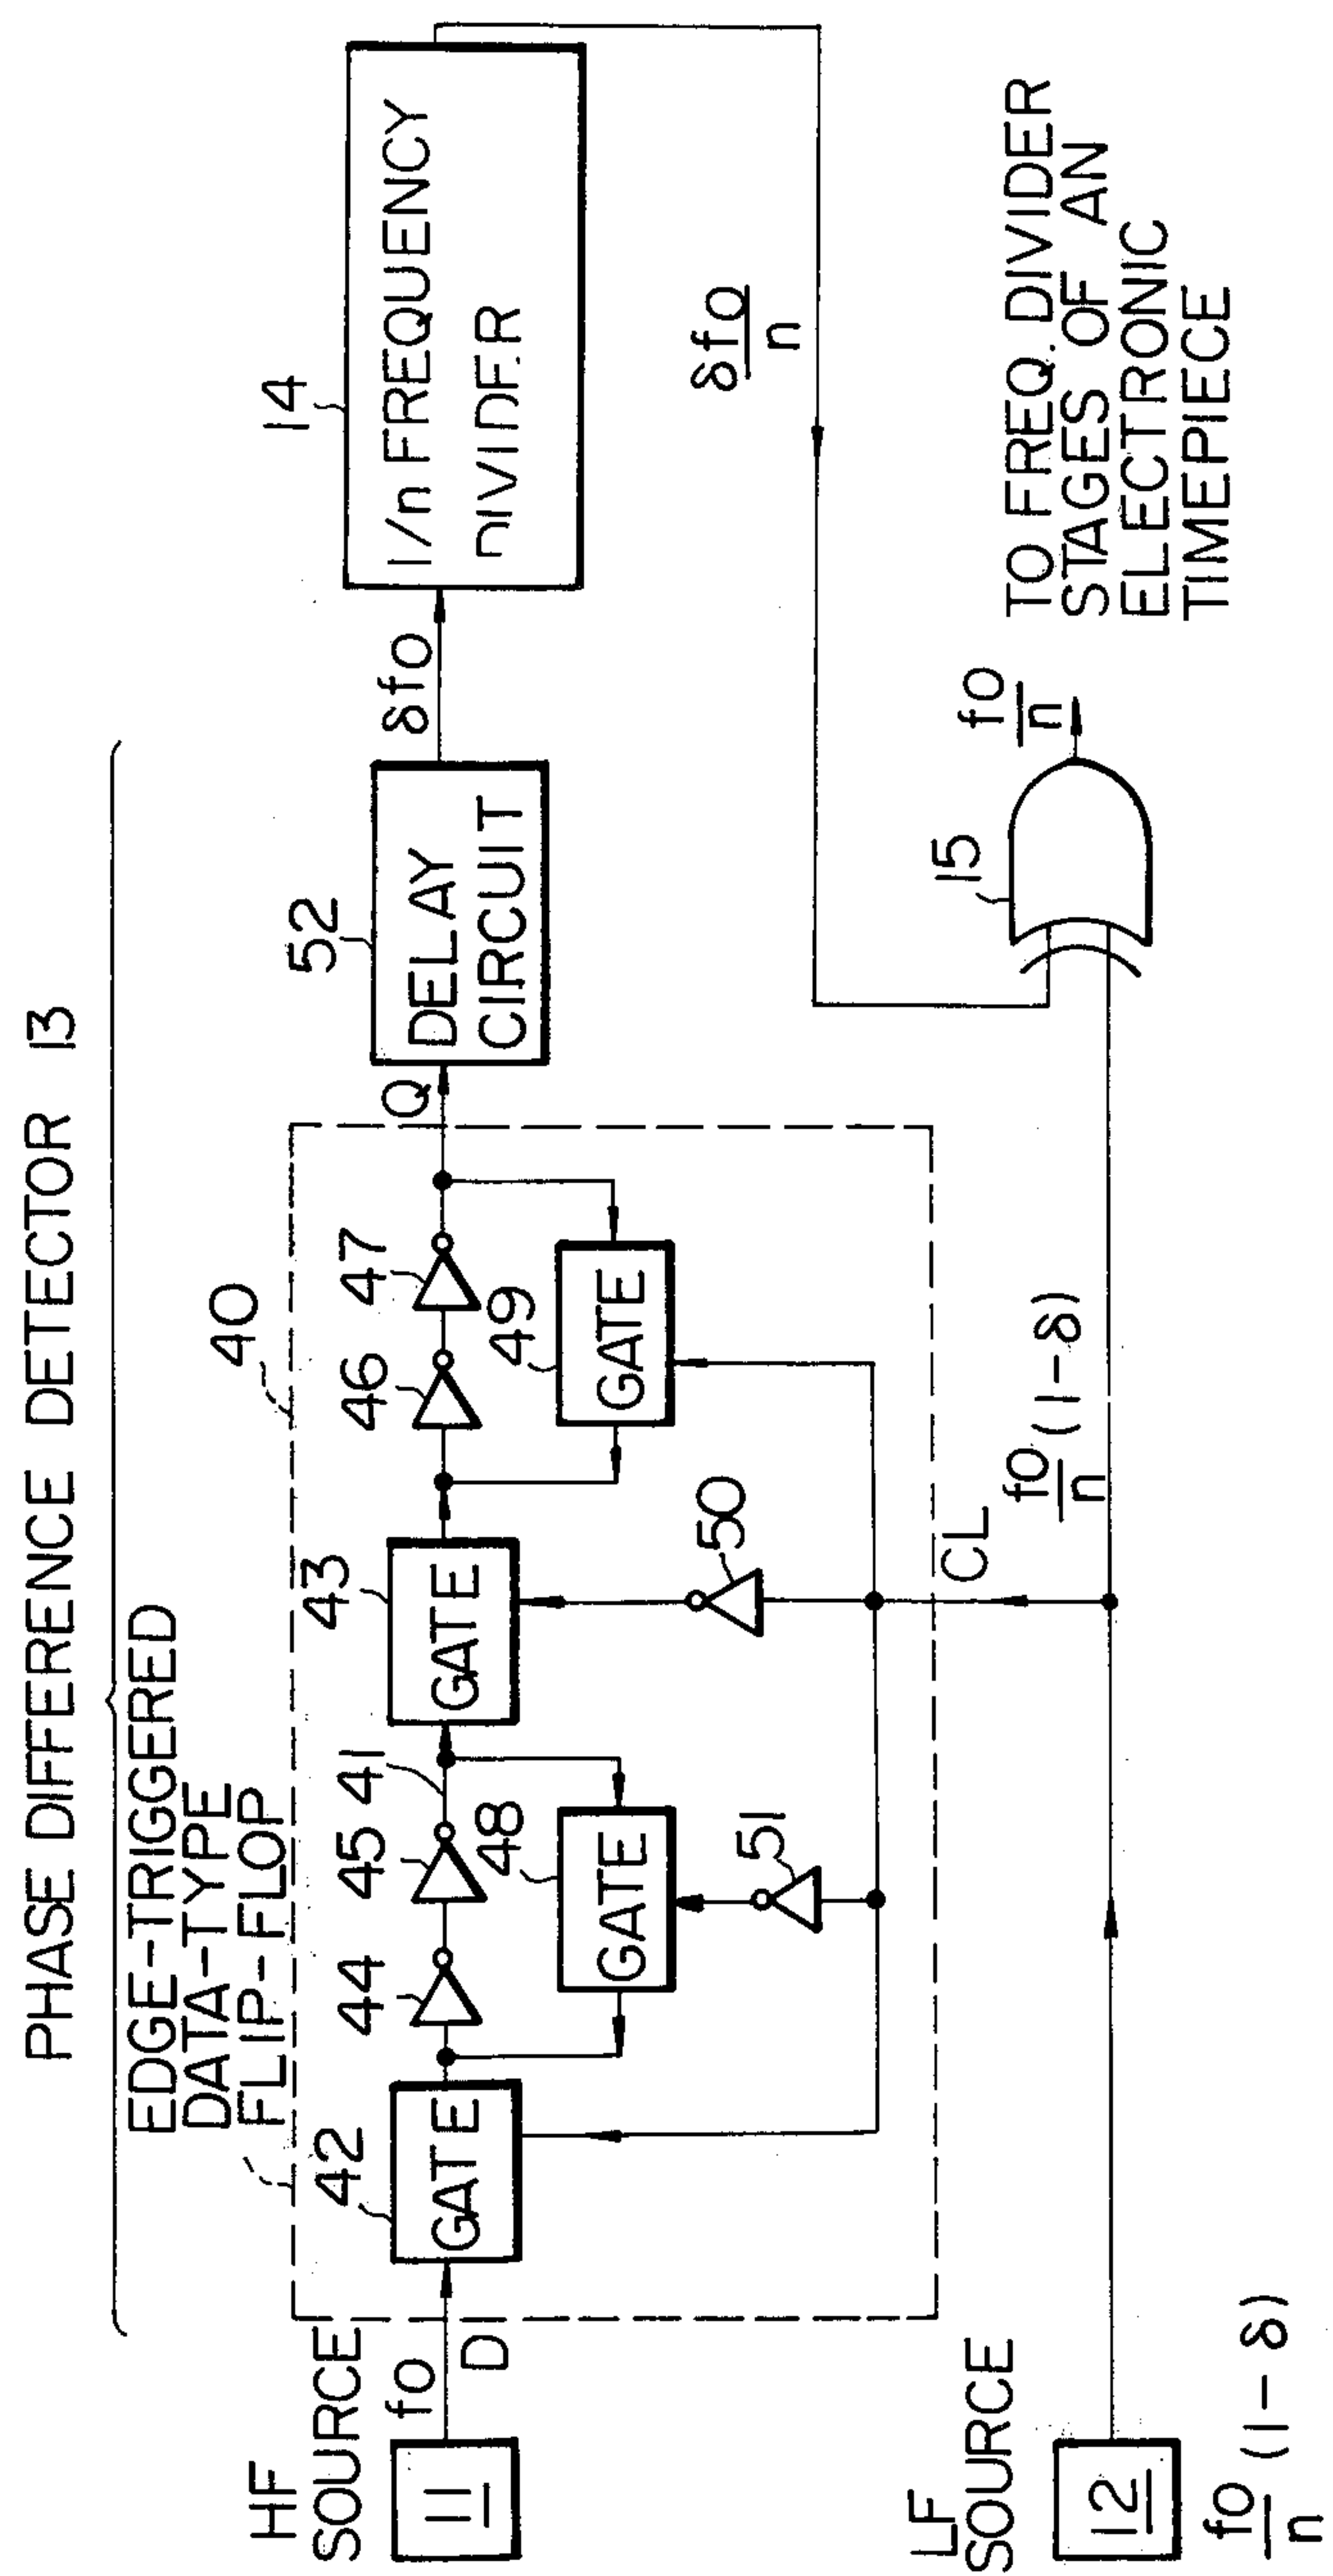 PHASE DIFFERENCE DETECTOR 13
EDGE-TRIGGERED
DATA-TYPE
FLIP-FLOP
40
HF
SOURCE
11
fo
D
42
GATE
44
45
41
48
GATE
51
43
GATE
50
46
47
49
GATE
Q
52
DELAY
CIRCUIT
δfo
14
1/n FREQUENCY
DIVIDER
δfo
n
CL
fo
n
(1-δ)
LF
SOURCE
12
fo
n
(1-δ)
15
fo
n
TO FREQ. DIVIDER
STAGES OF AN
ELECTRONIC
TIMEPIECE